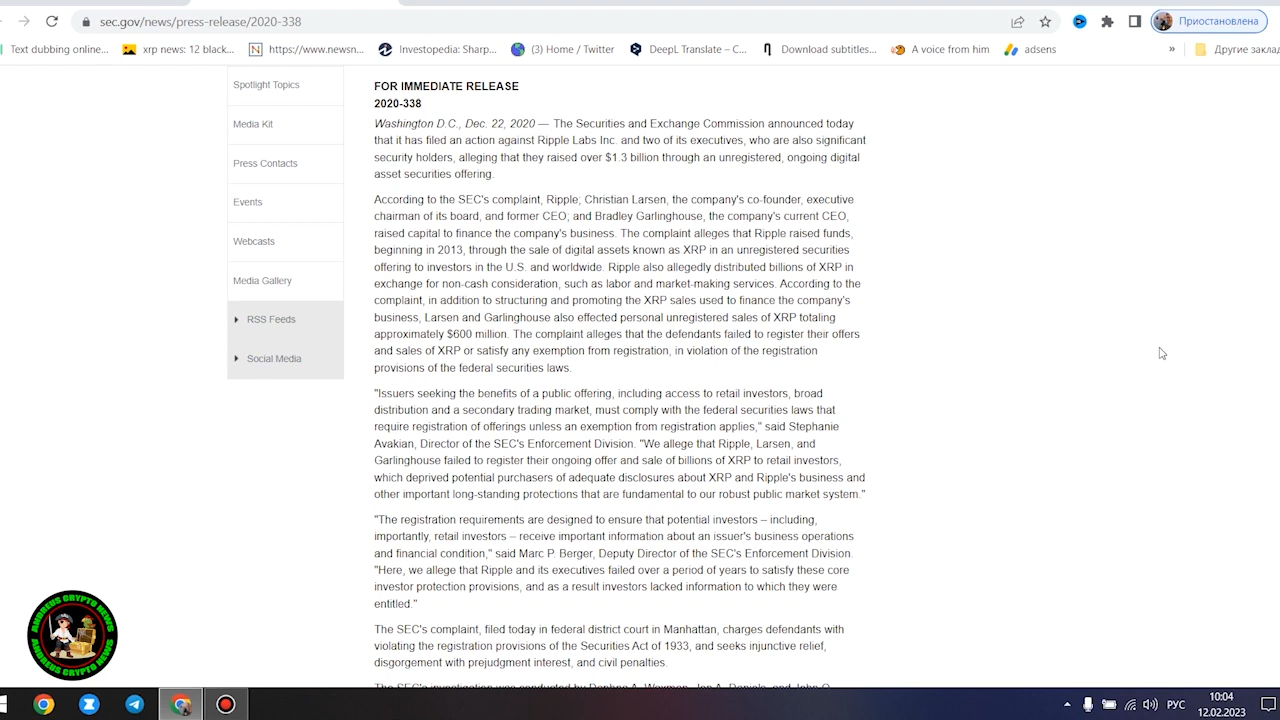 sec.gov/news/press-release/2020-338
Приостановлена
Text dubbing online...
xrp news: 12 black...
https://www.newsn...
Investopedia: Sharp...
(3) Home / Twitter
DeepL Translate – C...
Download subtitles...
A voice from him
adsens
»
Другие заклад
Spotlight Topics
Media Kit
Press Contacts
Events
Webcasts
Media Gallery
RSS Feeds
Social Media
FOR IMMEDIATE RELEASE
2020-338
Washington D.C., Dec. 22, 2020 — The Securities and Exchange Commission announced today
that it has filed an action against Ripple Labs Inc. and two of its executives, who are also significant
security holders, alleging that they raised over $1.3 billion through an unregistered, ongoing digital
asset securities offering.
According to the SEC's complaint, Ripple; Christian Larsen, the company's co-founder, executive
chairman of its board, and former CEO; and Bradley Garlinghouse, the company's current CEO,
raised capital to finance the company's business. The complaint alleges that Ripple raised funds,
beginning in 2013, through the sale of digital assets known as XRP in an unregistered securities
offering to investors in the U.S. and worldwide. Ripple also allegedly distributed billions of XRP in
exchange for non-cash consideration, such as labor and market-making services. According to the
complaint, in addition to structuring and promoting the XRP sales used to finance the company's
business, Larsen and Garlinghouse also effected personal unregistered sales of XRP totaling
approximately $600 million. The complaint alleges that the defendants failed to register their offers
and sales of XRP or satisfy any exemption from registration, in violation of the registration
provisions of the federal securities laws.
"Issuers seeking the benefits of a public offering, including access to retail investors, broad
distribution and a secondary trading market, must comply with the federal securities laws that
require registration of offerings unless an exemption from registration applies," said Stephanie
Avakian, Director of the SEC's Enforcement Division. "We allege that Ripple, Larsen, and
Garlinghouse failed to register their ongoing offer and sale of billions of XRP to retail investors,
which deprived potential purchasers of adequate disclosures about XRP and Ripple's business and
other important long-standing protections that are fundamental to our robust public market system."
"The registration requirements are designed to ensure that potential investors – including,
importantly, retail investors – receive important information about an issuer's business operations
and financial condition," said Marc P. Berger, Deputy Director of the SEC's Enforcement Division.
"Here, we allege that Ripple and its executives failed over a period of years to satisfy these core
investor protection provisions, and as a result investors lacked information to which they were
entitled."
The SEC's complaint, filed today in federal district court in Manhattan, charges defendants with
violating the registration provisions of the Securities Act of 1933, and seeks injunctive relief,
disgorgement with prejudgment interest, and civil penalties.
The SEC's investigation was conducted by Daphna A. Waxman, Jon A. Daniels, and John O.
ANDREUS CRYPTO NEWS
ANDREUS CRYPTO NEWS
РУС
10:04
12.02.2023